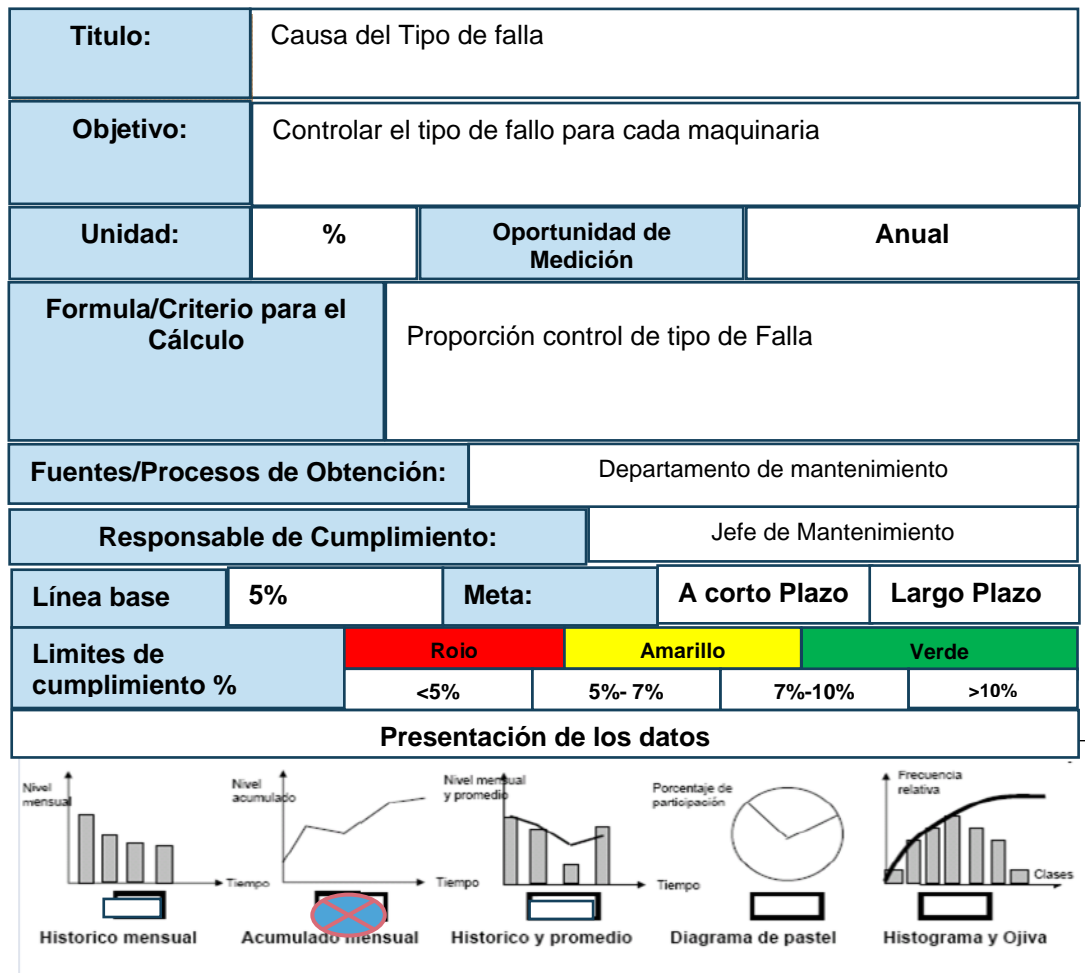 Titulo:
Causa del Tipo de falla
Objetivo:
Controlar el tipo de fallo para cada maquinaria
Unidad:
%
Oportunidad de
Medición
Anual
Formula/Criterio para el
Cálculo
Proporción control de tipo de Falla
Fuentes/Procesos de Obtención:
Departamento de mantenimiento
Responsable de Cumplimiento:
Jefe de Mantenimiento
Línea base
5%
Meta:
A corto Plazo
Largo Plazo
Limites de
cumplimiento %
Rojo
Amarillo
Verde
<5%
5%- 7%
7%-10%
>10%
Presentación de los datos
Nivel
mensual
Tiempo
Nivel
acumulado
Tiempo
Nivel mensual
y promedio
Tiempo
Porcentaje de
participación
Frecuencia
relativa
Clases
Historico mensual
Acumulado mensual
Historico y promedio
Diagrama de pastel
Histograma y Ojiva